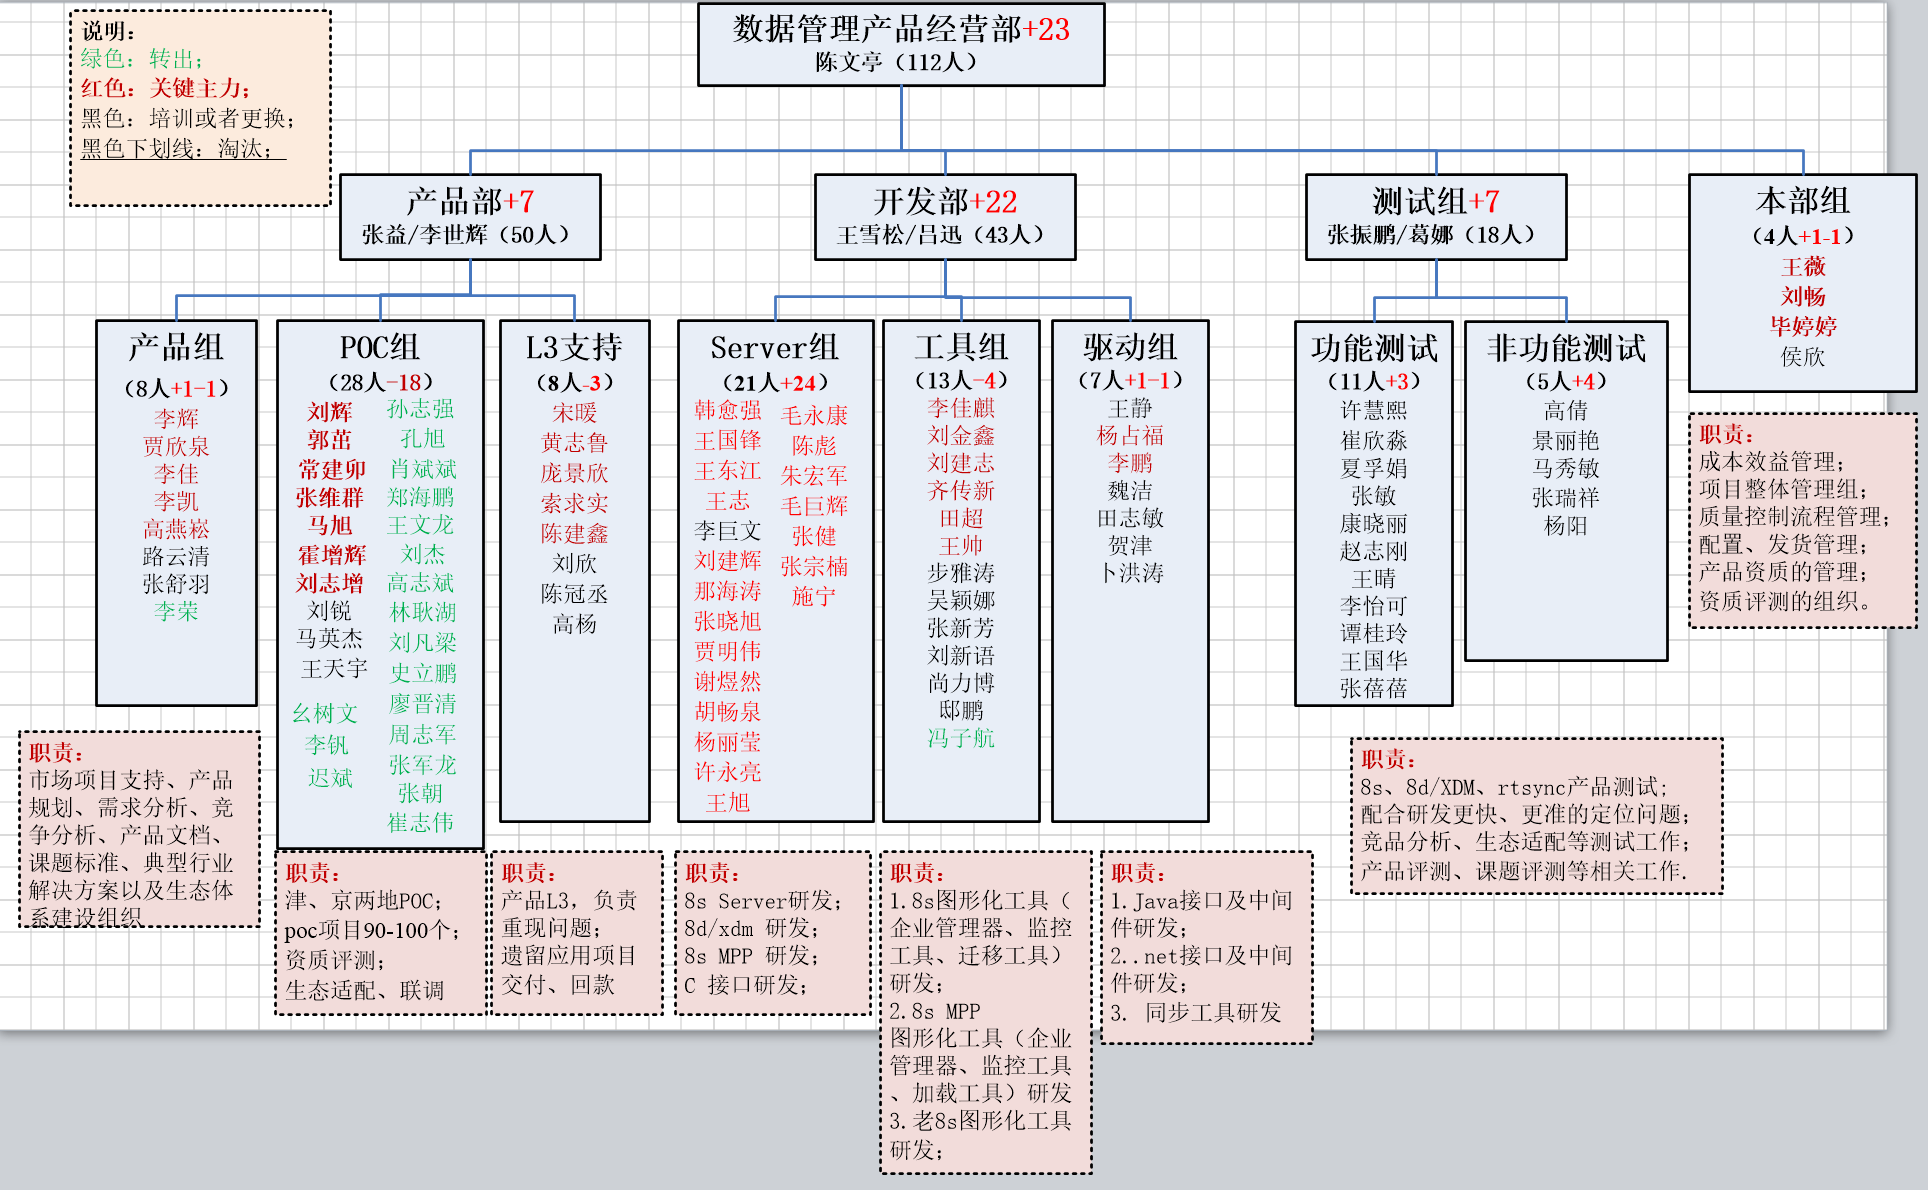 说明：
绿色：转出；
红色：关键主力；
黑色：培训或者更换；
黑色下划线：淘汰；
数据管理产品经营部+23
陈文亭（112人）
产品部+7
张益/李世辉（50人）
开发部+22
王雪松/吕迅（43人）
测试组+7
张振鹏/葛娜（18人）
本部组
（4人+1-1）
王薇
刘畅
毕婷婷
侯欣
产品组
（8人+1-1）
李辉
贾欣泉
李佳
李凯
高燕崧
路云清
张舒羽
李荣
POC组
（28人-18）
刘辉
郭茁
常建卯
张维群
马旭
霍增辉
刘志增
刘锐
马英杰
王天宇
幺树文
李钒
迟斌
孙志强
孔旭
肖斌斌
郑海鹏
王文龙
刘杰
高志斌
林耿湖
刘凡梁
史立鹏
廖晋清
周志军
张军龙
张朝
崔志伟
L3支持
（8人-3）
宋暖
黄志鲁
庞景欣
索求实
陈建鑫
刘欣
陈冠丞
高杨
Server组
（21人+24）
韩愈强
王国锋
王东江
王志
李巨文
刘建辉
那海涛
张晓旭
贾明伟
谢煜然
胡畅泉
杨丽莹
许永亮
王旭
毛永康
陈彪
朱宏军
毛巨辉
张健
张宗楠
施宁
工具组
（13人-4）
李佳麒
刘金鑫
刘建志
齐传新
田超
王帅
步雅涛
吴颖娜
张新芳
刘新语
尚力博
邸鹏
冯子航
驱动组
（7人+1-1）
王静
杨占福
李鹏
魏洁
田志敏
贺津
卜洪涛
功能测试
（11人+3）
许慧熙
崔欣淼
夏孚娟
张敏
康晓丽
赵志刚
王晴
李怡可
谭桂玲
王国华
张蓓蓓
非功能测试
（5人+4）
高倩
景丽艳
马秀敏
张瑞祥
杨阳
职责：
成本效益管理；
项目整体管理组；
质量控制流程管理；
配置、发货管理；
产品资质的管理；
资质评测的组织。
职责：
市场项目支持、产品
规划、需求分析、竞
争分析、产品文档、
课题标准、典型行业
解决方案以及生态体
系建设组织
职责：
津、京两地POC；
poc项目90-100个；
资质评测；
生态适配、联调
职责：
产品L3，负责
重现问题；
遗留应用项目
交付、回款
职责：
8s Server研发；
8d/xdm 研发；
8s MPP 研发；
C 接口研发；
职责：
1.8s图形化工具（
企业管理器、监控
工具、迁移工具）
研发；
2.8s MPP
图形化工具（企业
管理器、监控工具
、加载工具）研发
3.老8s图形化工具
研发；
职责：
1.Java接口及中间
件研发；
2..net接口及中间
件研发；
3. 同步工具研发
职责：
8s、8d/XDM、rtsync产品测试；
配合研发更快、更准的定位问题；
竞品分析、生态适配等测试工作；
产品评测、课题评测等相关工作.